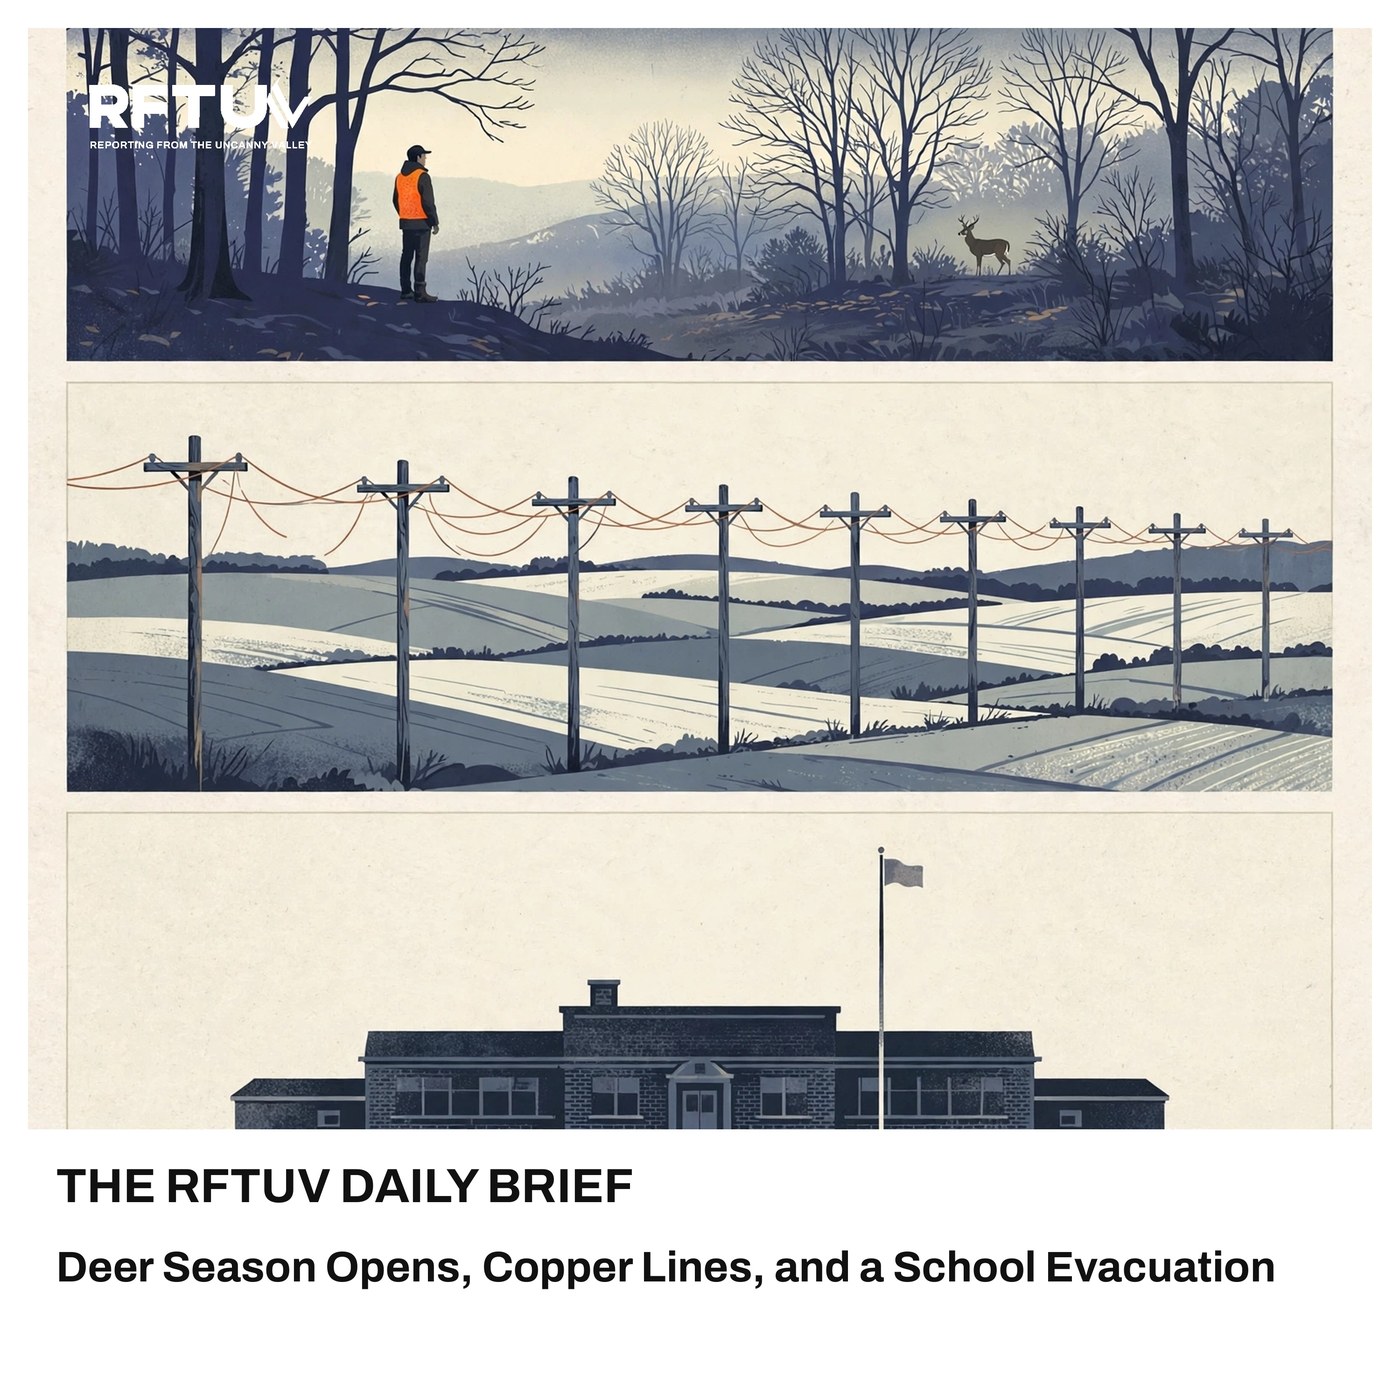 RFTUV
REPORTING FROM THE UNCANNY VALLEY
THE RFTUV DAILY BRIEF
Deer Season Opens, Copper Lines, and a School Evacuation